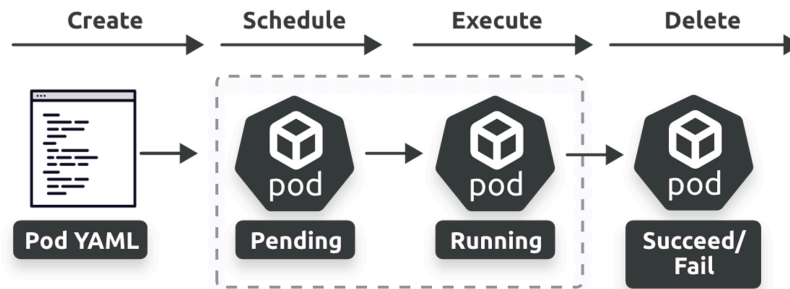 Create
Schedule
Execute
Delete
pod
pod
pod
Pod YAML
Pending
Running
Succeed/
Fail